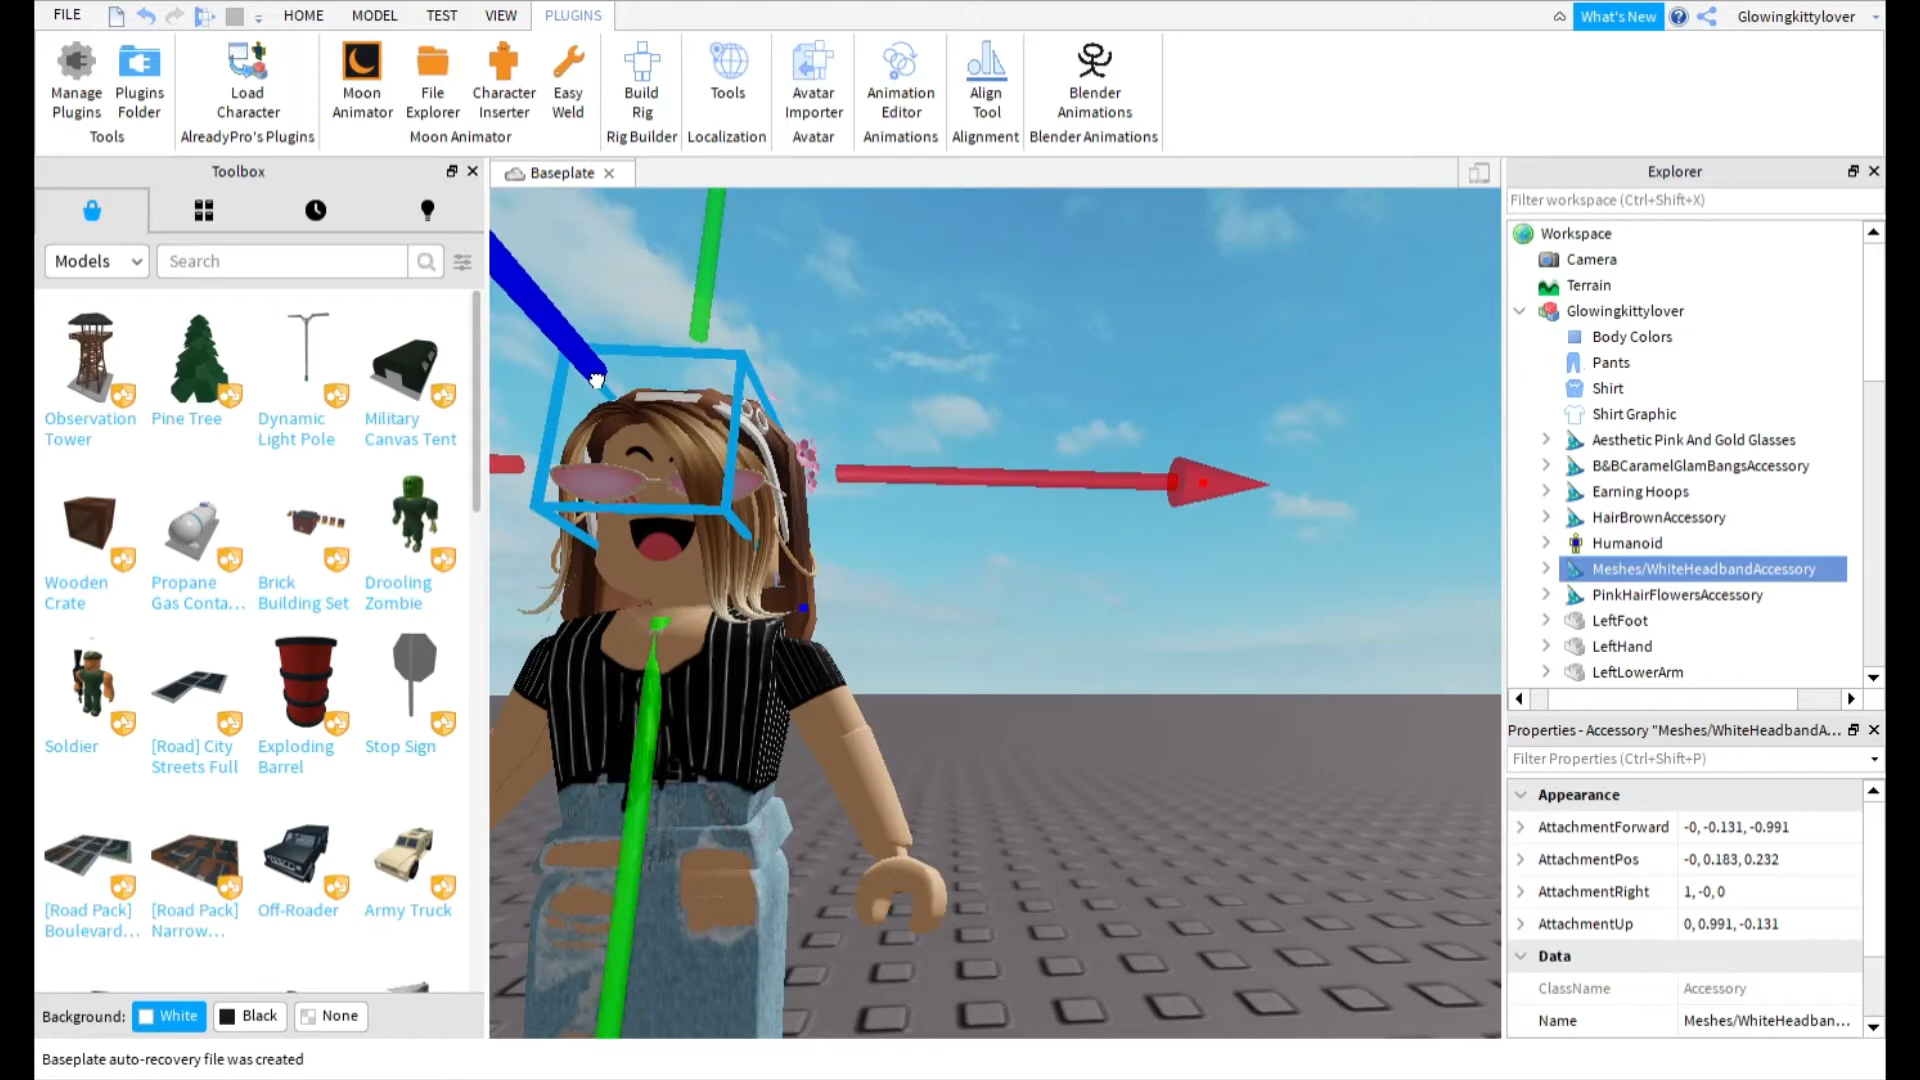 FILE
HOME
MODEL
TEST
VIEW
PLUGINS
What's New
?
Glowingkittylover
Manage
Plugins
Plugins
Folder
Load
Character
Moon
Animator
File
Explorer
Character
Inserter
Easy
Weld
Build
Rig
Tools
Avatar
Importer
Animation
Editor
Align
Tool
Blender
Animations
Tools
AlreadyPro's Plugins
Moon Animator
Rig Builder
Localization
Avatar
Animations
Alignment
Blender Animations
Toolbox
Models
Search
Observation
Tower
Pine Tree
Dynamic
Light Pole
Military
Canvas Tent
Wooden
Crate
Propane
Gas Conta...
Brick
Building Set
Drooling
Zombie
Soldier
[Road] City
Streets Full
Exploding
Barrel
Stop Sign
[Road Pack]
Boulevard...
[Road Pack]
Narrow...
Off-Roader
Army Truck
Background:
White
Black
None
Baseplate auto-recovery file was created
Baseplate
Explorer
Filter workspace (Ctrl+Shift+X)
Workspace
Camera
Terrain
Glowingkittylover
Body Colors
Pants
Shirt
Shirt Graphic
Aesthetic Pink And Gold Glasses
B&BCaramelGlamBangsAccessory
Earning Hoops
HairBrownAccessory
Humanoid
Meshes/WhiteHeadbandAccessory
PinkHairFlowersAccessory
LeftFoot
LeftHand
LeftLowerArm
Properties - Accessory "Meshes/WhiteHeadbandA...
Filter Properties (Ctrl+Shift+P)
Appearance
AttachmentForward -0, -0.131, -0.991
AttachmentPos -0, 0.183, 0.232
AttachmentRight 1, -0, 0
AttachmentUp 0, 0.991, -0.131
Data
ClassName Accessory
Name Meshes/WhiteHeadban...